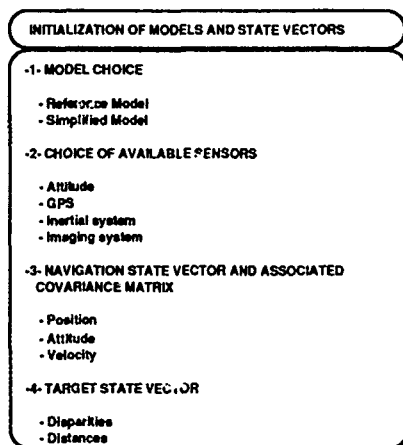 INITIALIZATION OF MODELS AND STATE VECTORS
-1- MODEL CHOICE
- Reference Model
- Simplified Model
-2- CHOICE OF AVAILABLE SENSORS
- Attitude
- GPS
- Inertial system
- Imaging system
-3- NAVIGATION STATE VECTOR AND ASSOCIATED
COVARIANCE MATRIX
- Position
- Attitude
- Velocity
-4- TARGET STATE VECTOR
- Disparities
- Distances